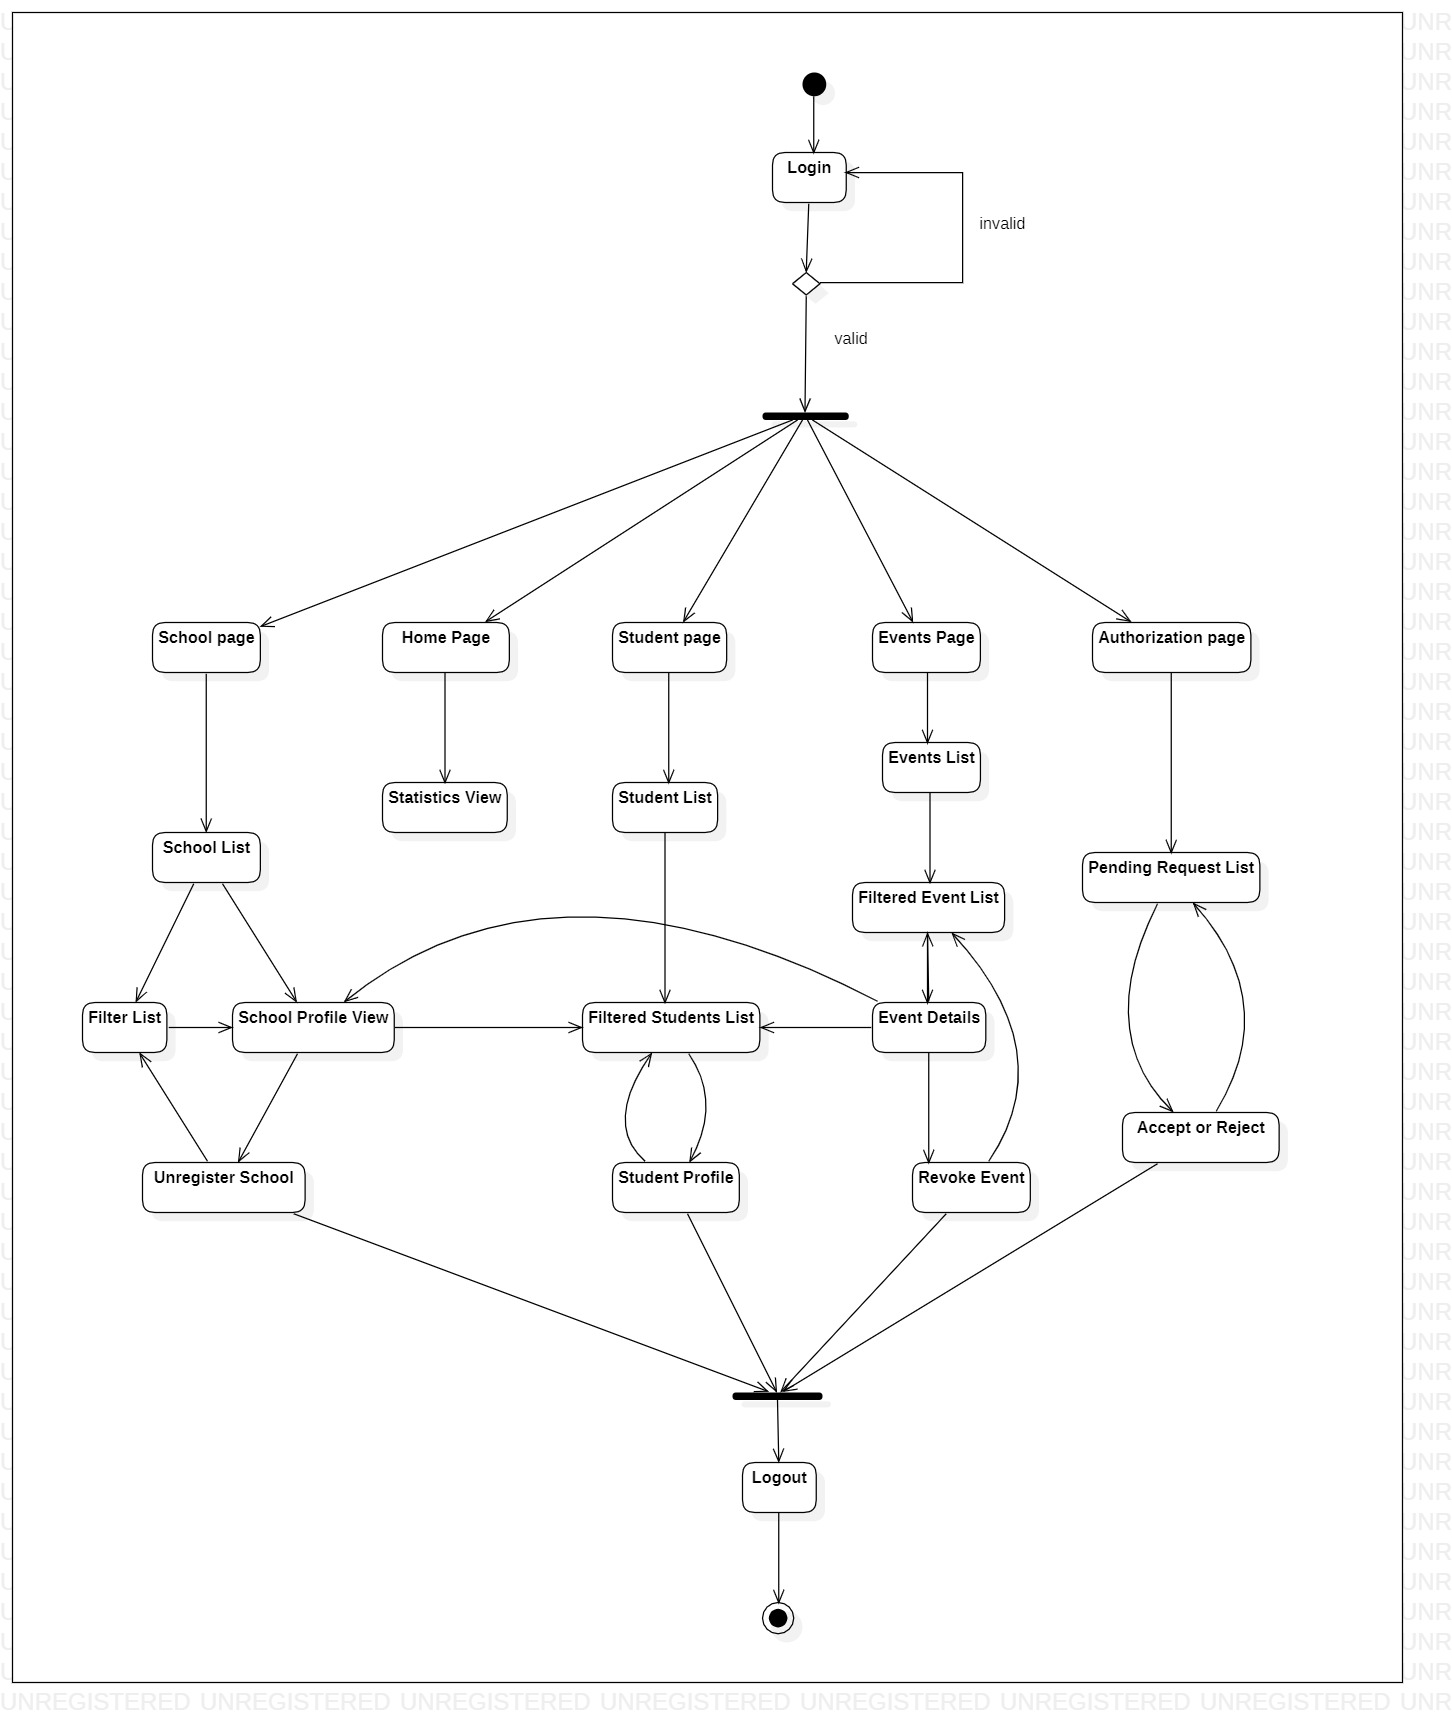 Login
invalid
valid
School page
Home Page
Student page
Events Page
Authorization page
Events List
Statistics View
Student List
School List
Pending Request List
Filtered Event List
Filter List
School Profile View
Filtered Students List
Event Details
Accept or Reject
Unregister School
Student Profile
Revoke Event
Logout
UNREGISTERED UNREGISTERED UNREGISTERED UNREGISTERED UNREGISTERED UNREGISTERED UNREGISTERED UNR